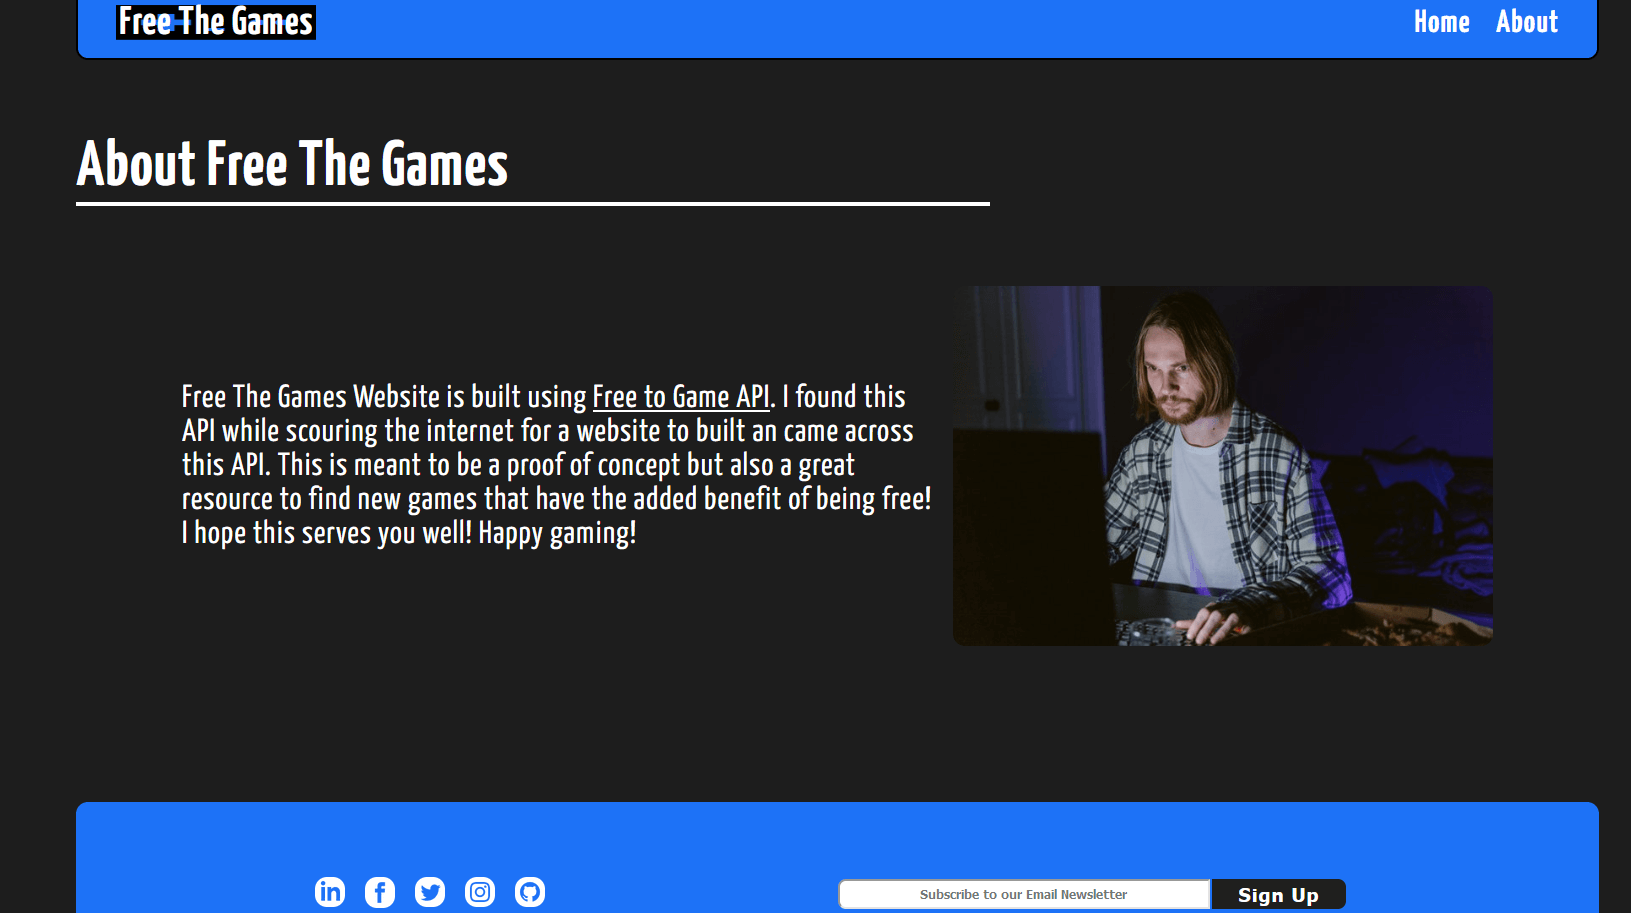 Free The Games
Home About
About Free The Games
Free The Games Website is built using Free to Game API. I found this
API while scouring the internet for a website to built an came across
this API. This is meant to be a proof of concept but also a great
resource to find new games that have the added benefit of being free!
I hope this serves you well! Happy gaming!
Subscribe to our Email Newsletter
Sign Up